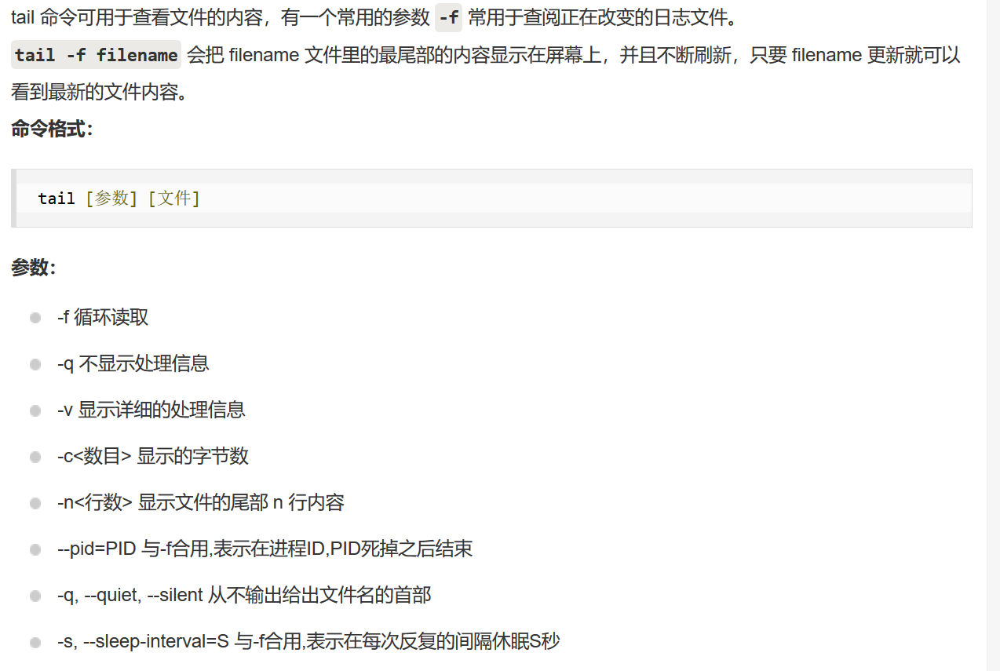 tail 命令可用于查看文件的内容，有一个常用的参数 -f 常用于查阅正在改变的日志文件。
tail -f filename 会把 filename 文件里的最尾部的内容显示在屏幕上，并且不断刷新，只要 filename 更新就可以
看到最新的文件内容。
命令格式：
tail [参数] [文件]
参数：
-f 循环读取
-q 不显示处理信息
-v 显示详细的处理信息
-c<数目> 显示的字节数
-n<行数> 显示文件的尾部 n 行内容
--pid=PID 与-f合用,表示在进程ID,PID死掉之后结束
-q, --quiet, --silent 从不输出给出文件名的首部
-s, --sleep-interval=S 与-f合用,表示在每次反复的间隔休眠S秒